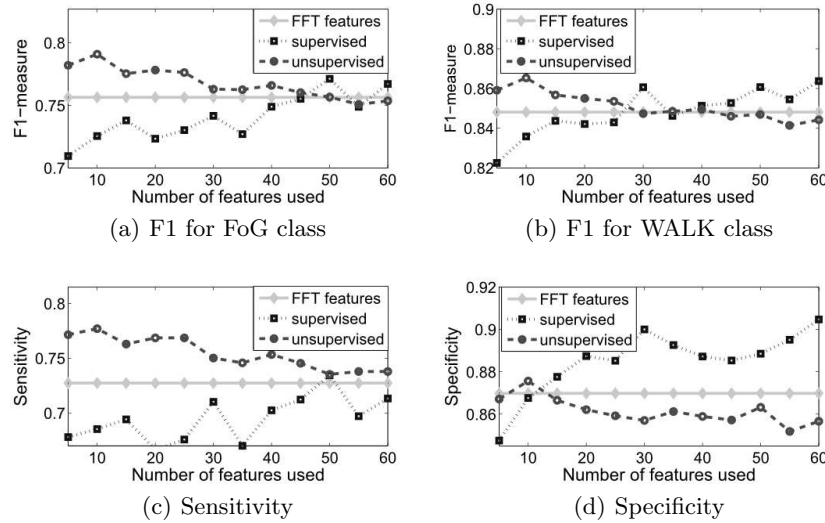 F1−measure
0.8
0.75
0.7
FFT features
supervised
unsupervised
10 20 30 40 50 60
Number of features used
(a) F1 for FoG class
F1−measure
0.9
0.88
0.86
0.84
0.82
FFT features
supervised
unsupervised
10 20 30 40 50 60
Number of features used
(b) F1 for WALK class
Sensitivity
0.8
0.75
0.7
FFT features
supervised
unsupervised
10 20 30 40 50 60
Number of features used
(c) Sensitivity
Specificity
0.92
0.9
0.88
0.86
FFT features
supervised
unsupervised
10 20 30 40 50 60
Number of features used
(d) Specificity